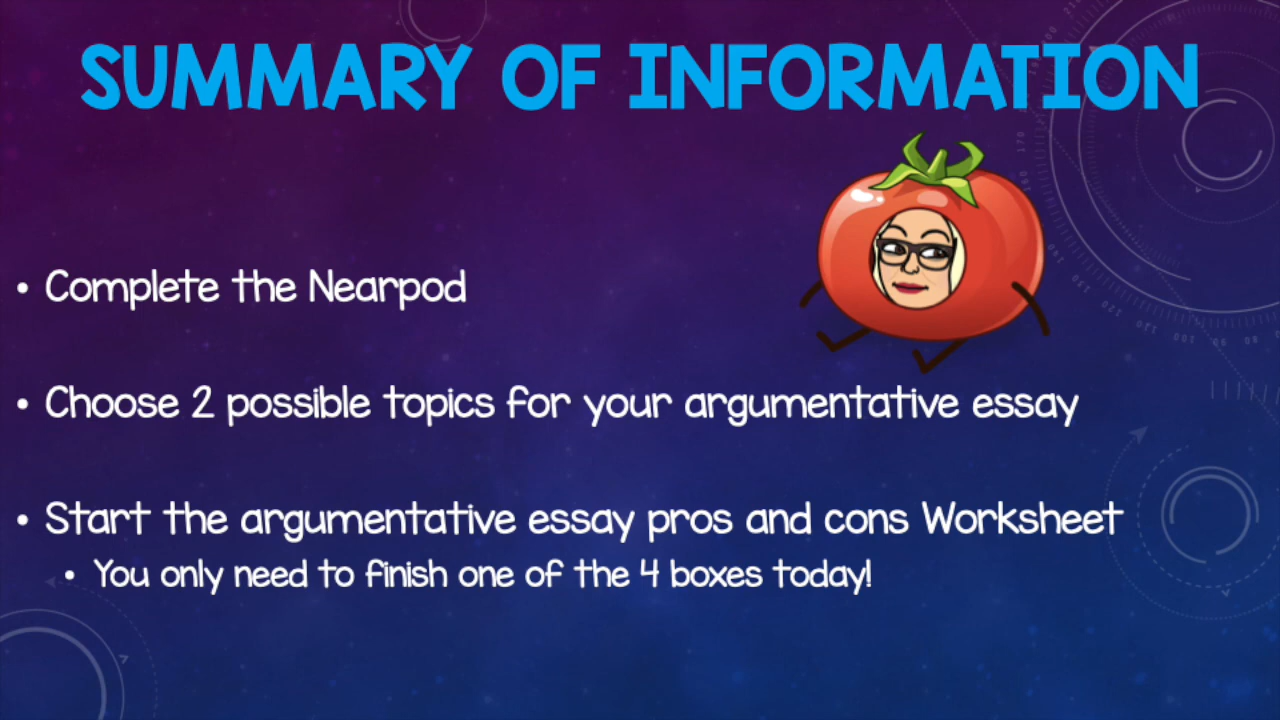 SUMMARY OF INFORMATION
• Complete the Nearpod
• Choose 2 possible topics for your argumentative essay
• Start the argumentative essay pros and cons Worksheet
• You only need to finish one of the 4 boxes today!